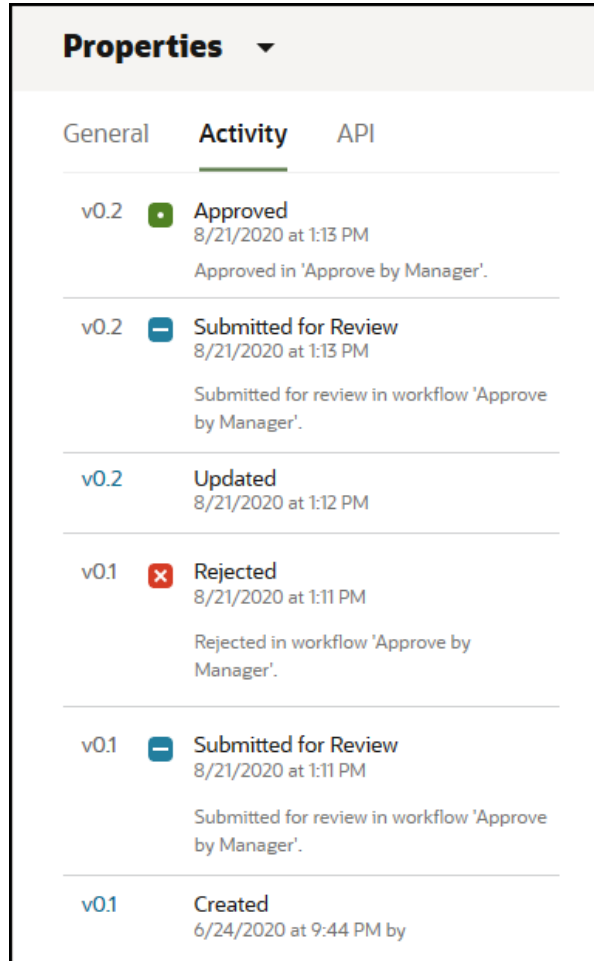 Properties
General Activity API
v0.2 Approved
8/21/2020 at 1:13 PM
Approved in 'Approve by Manager'.
v0.2 Submitted for Review
8/21/2020 at 1:13 PM
Submitted for review in workflow 'Approve
by Manager'.
v0.2 Updated
8/21/2020 at 1:12 PM
v0.1 Rejected
8/21/2020 at 1:11 PM
Rejected in workflow 'Approve by
Manager'.
v0.1 Submitted for Review
8/21/2020 at 1:11 PM
Submitted for review in workflow 'Approve
by Manager'.
v0.1 Created
6/24/2020 at 9:44 PM by